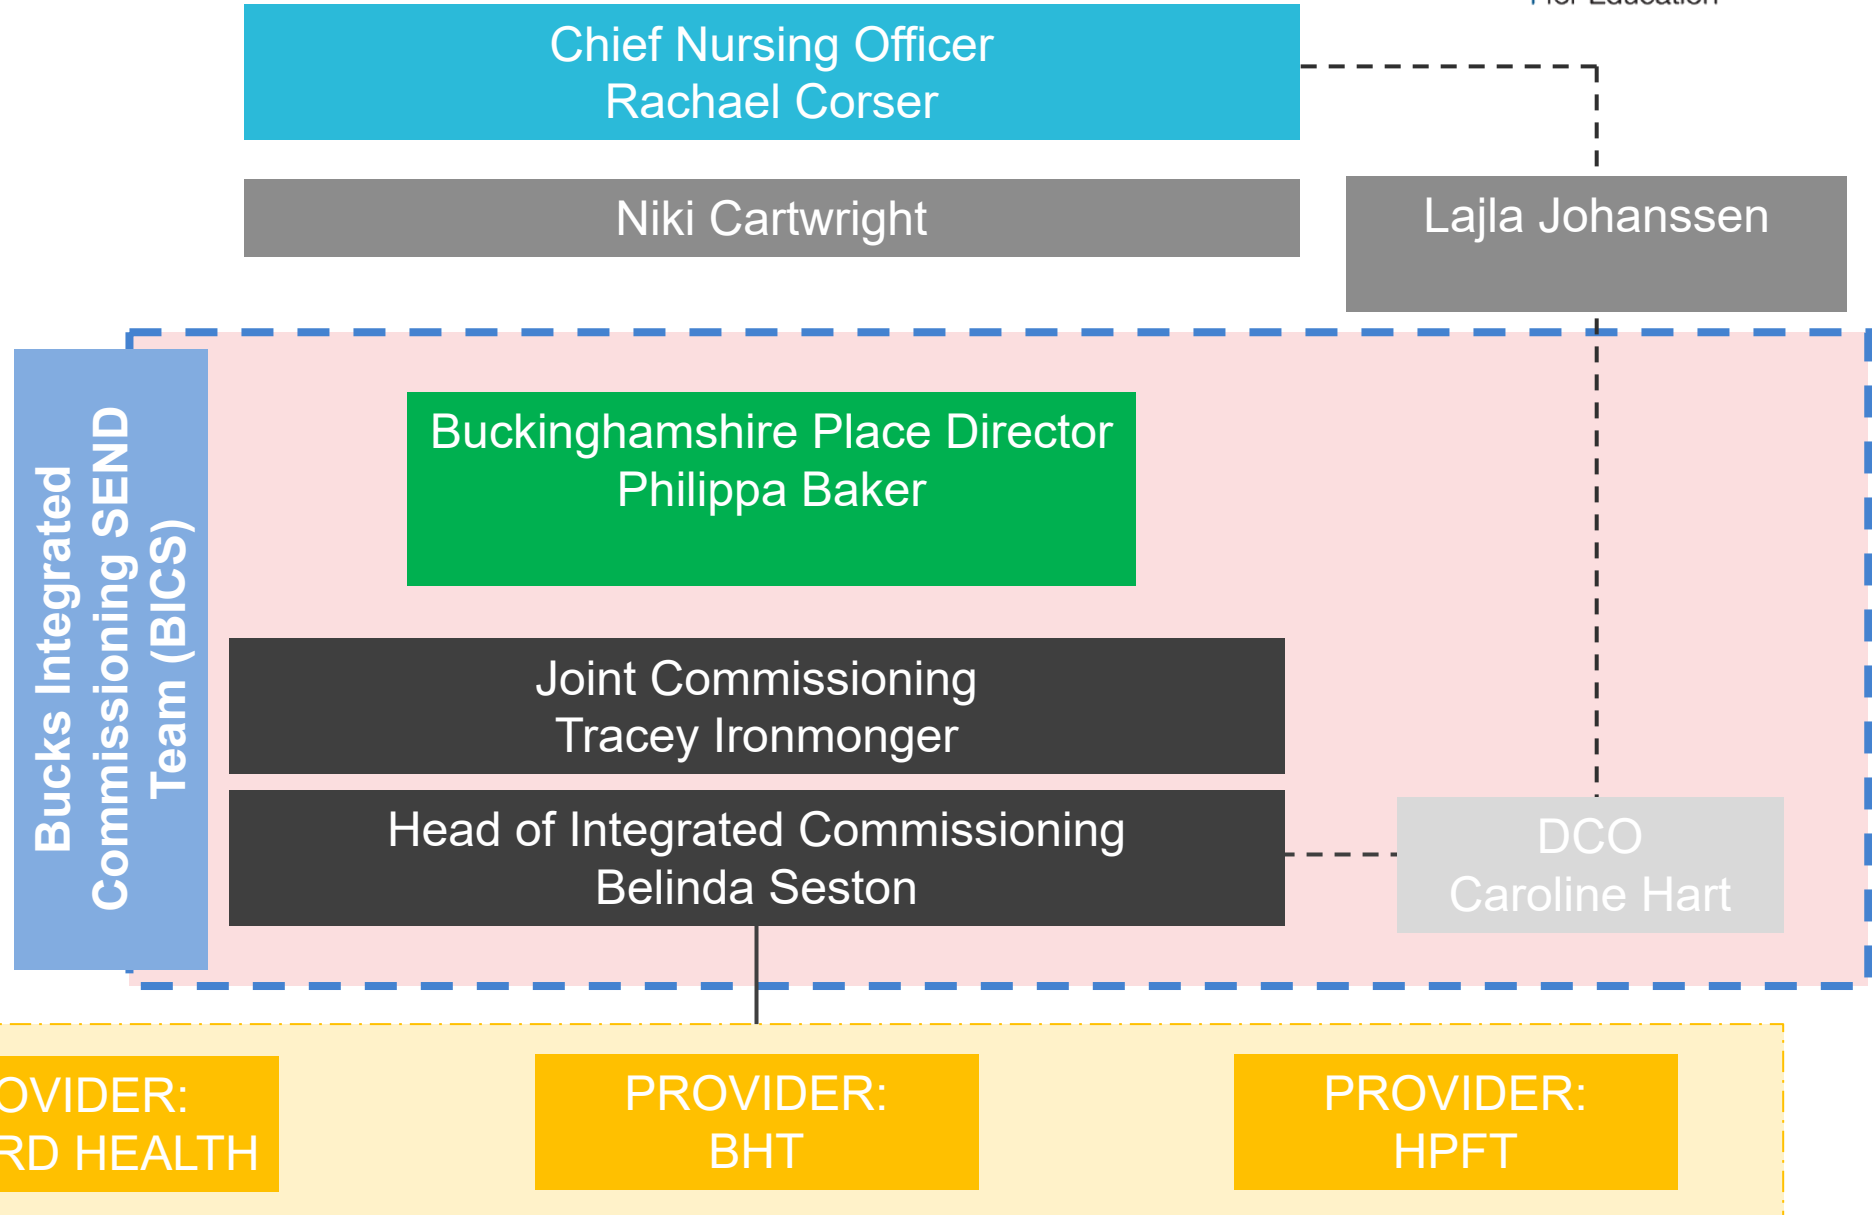 for Education
Chief Nursing Officer
Rachael Corser
Niki Cartwright
Lajla Johanssen
Bucks Integrated
Commissioning SEND
Team (BICS)
Buckinghamshire Place Director
Philippa Baker
Joint Commissioning
Tracey Ironmonger
Head of Integrated Commissioning
Belinda Seston
DCO
Caroline Hart
OVIDER:
RD HEALTH
PROVIDER:
BHT
PROVIDER:
HPFT